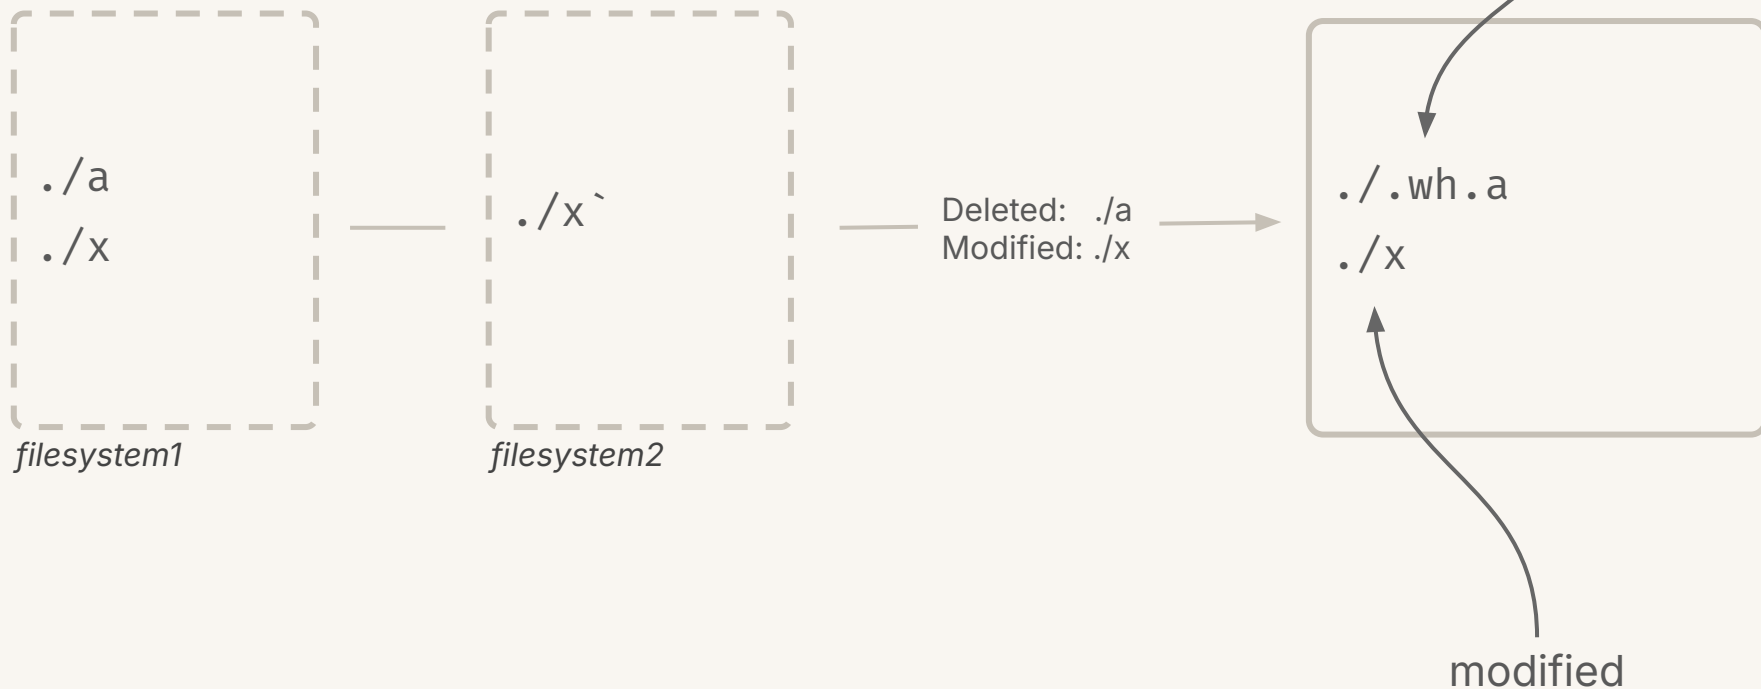 ./a
./x
filesystem1
./x`
filesystem2
Deleted: ./a
Modified: ./x
./.wh.a
./x
modified